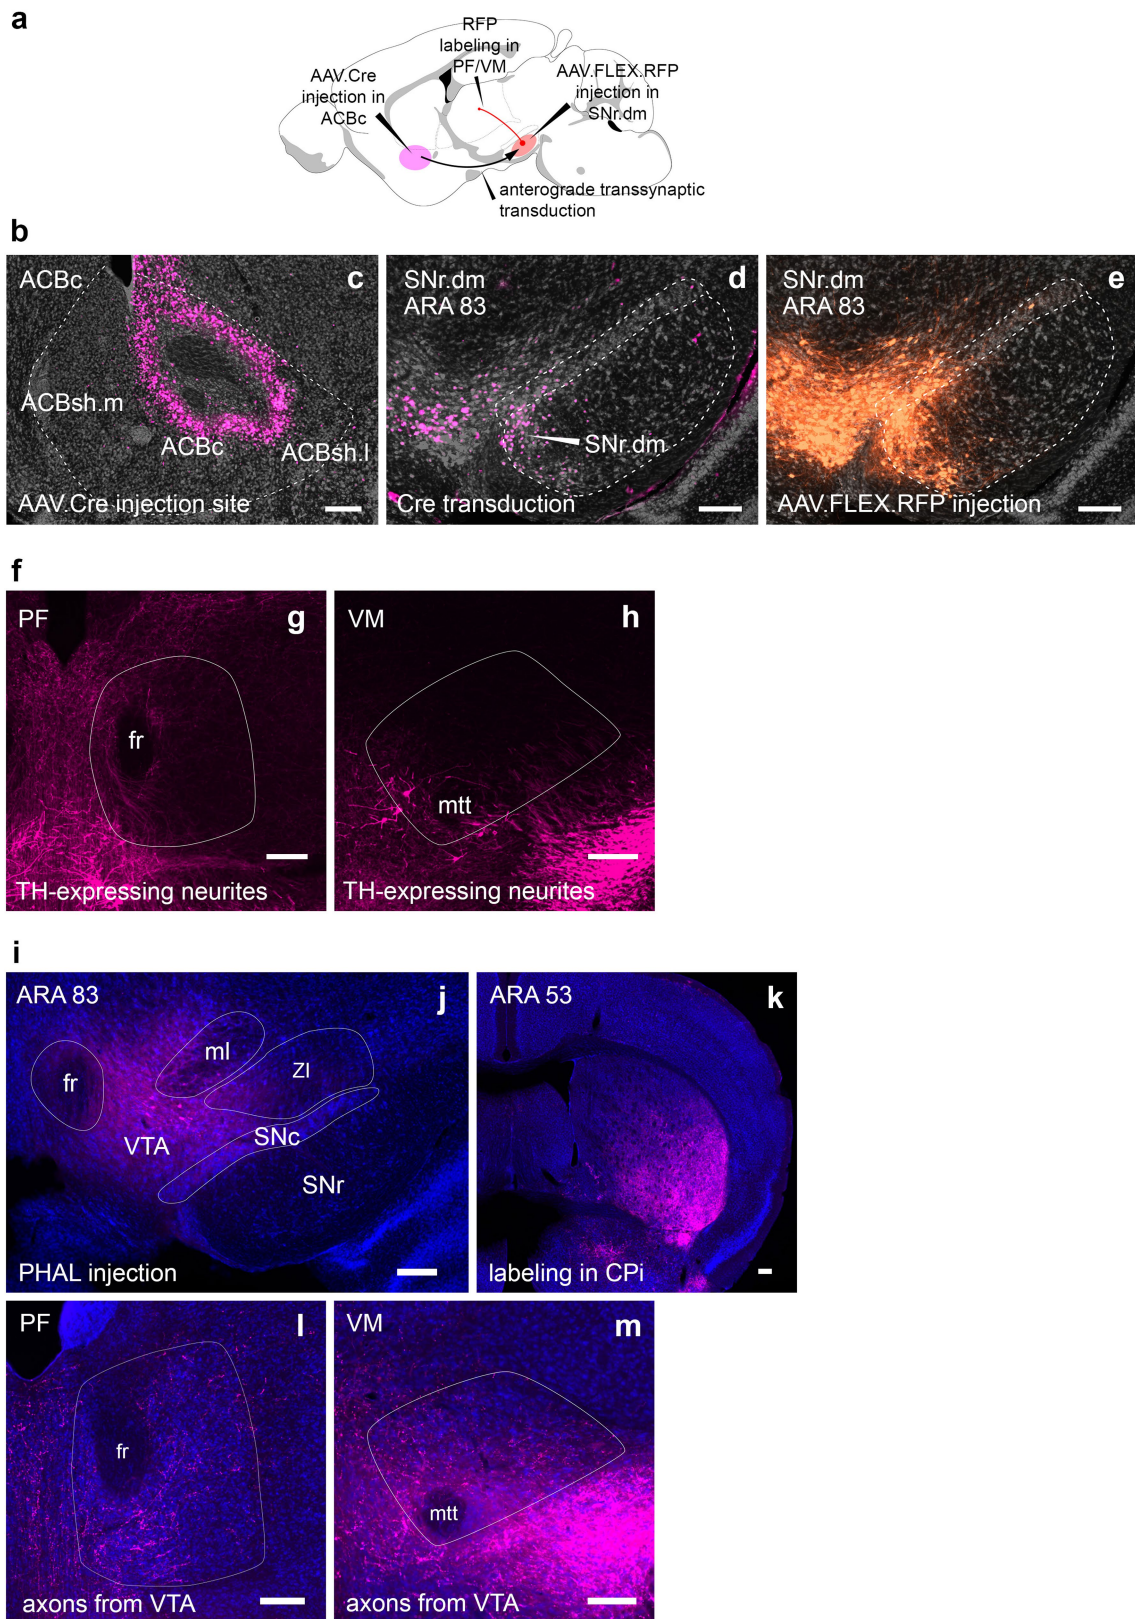 a
RFP
labeling in
PF/VM
AAV.Cre
injection in
ACBc
AAV.FLEX.RFP
injection in
SNr.dm
anterograde transsynaptic
transduction
b
ACBc
c
ACBsh.m
ACBc
ACBsh.l
AAV.Cre injection site
SNr.dm
ARA 83
d
SNr.dm
Cre transduction
SNr.dm
ARA 83
e
AAV.FLEX.RFP injection
f
PF
g
fr
TH-expressing neurites
VM
h
mtt
TH-expressing neurites
i
ARA 83
j
ml
fr
ZI
VTA
SNc
SNr
PHAL injection
ARA 53
k
labeling in CPi
PF
l
fr
axons from VTA
VM
m
mtt
axons from VTA